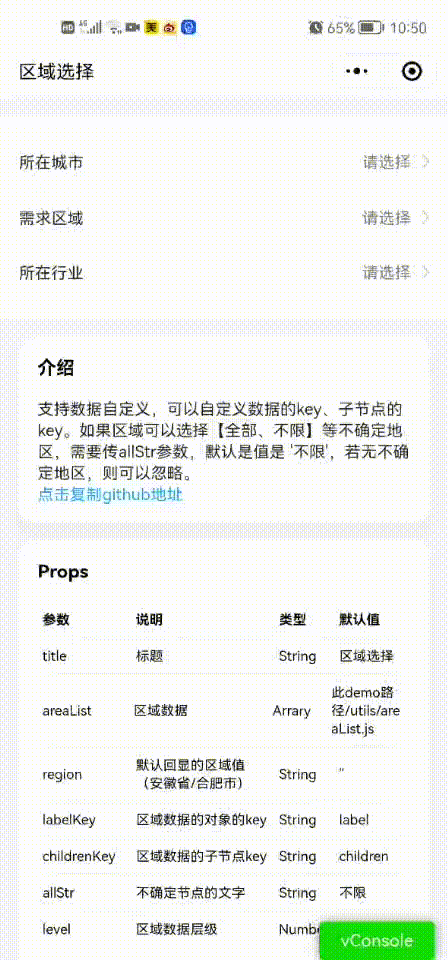 65% 10:50
区域选择
所在城市 请选择
需求区域 请选择
所在行业 请选择
介绍
支持数据自定义，可以自定义数据的key、子节点的
key。如果区域可以选择【全部、不限】等不确定地
区，需要传allStr参数，默认是值是 '不限'，若无不确
定地区，则可以忽略。
点击复制github地址
Props
参数 说明 类型 默认值
title 标题 String 区域选择
areaList 区域数据 Arrary 此demo路
径/utils/are
aList.js
region 默认回显的区域值
（安徽省/合肥市） String ''
labelKey 区域数据的对象的key String label
childrenKey 区域数据的子节点key String children
allStr 不确定节点的文字 String 不限
level 区域数据层级 Numbe
vConsole